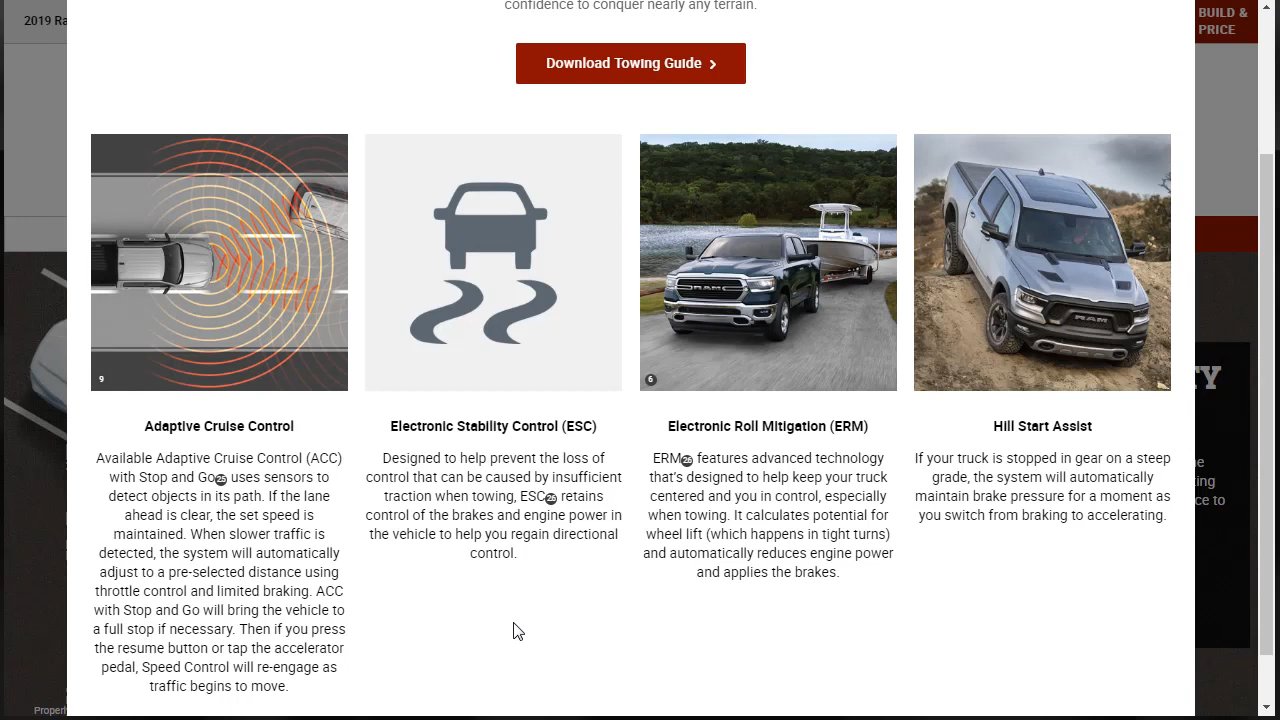 confidence to conquer nearly any terrain.
2019 Ra
BUILD &
PRICE
Download Towing Guide
9
6
RAM
RAM
TY
Adaptive Cruise Control
Available Adaptive Cruise Control (ACC)
with Stop and Go 25 uses sensors to
detect objects in its path. If the lane
ahead is clear, the set speed is
maintained. When slower traffic is
detected, the system will automatically
adjust to a pre-selected distance using
throttle control and limited braking. ACC
with Stop and Go will bring the vehicle to
a full stop if necessary. Then if you press
the resume button or tap the accelerator
pedal, Speed Control will re-engage as
traffic begins to move.
Electronic Stability Control (ESC)
Designed to help prevent the loss of
control that can be caused by insufficient
traction when towing, ESC 26 retains
control of the brakes and engine power in
the vehicle to help you regain directional
control.
Electronic Roll Mitigation (ERM)
ERM 26 features advanced technology
that's designed to help keep your truck
centered and you in control, especially
when towing. It calculates potential for
wheel lift (which happens in tight turns)
and automatically reduces engine power
and applies the brakes.
Hill Start Assist
If your truck is stopped in gear on a steep
grade, the system will automatically
maintain brake pressure for a moment as
you switch from braking to accelerating.
ne
king
ce to
Properl